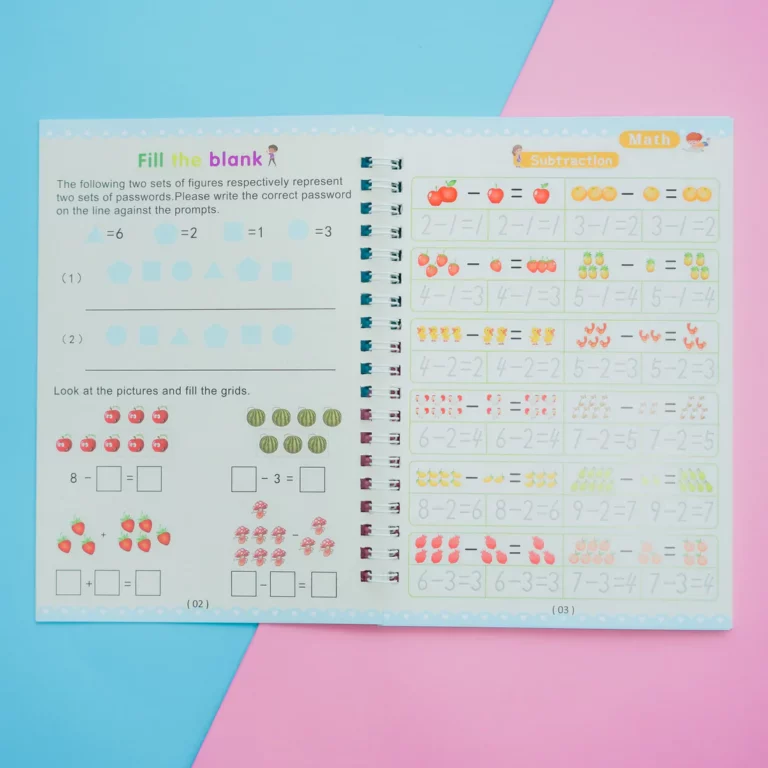 Fill the blank
The following two sets of figures respectively represent
two sets of passwords.Please write the correct password
on the line against the prompts.
=6 =2 =1 =3
(1)
(2)
Look at the pictures and fill the grids.
8 - = - 3 =
+
-
+ = - =
(02)
Math
Subtraction
- = - =
2-1=1 2-1=1 3-1=2 3-1=2
- = - =
4-1=3 4-1=3 5-1=4 5-1=4
- = - =
4-2=2 4-2=2 5-2=3 5-2=3
- = - =
6-2=4 6-2=4 7-2=5 7-2=5
- = - =
8-2=6 8-2=6 9-2=7 9-2=7
- = - =
6-3=3 6-3=3 7-3=4 7-3=4
(03)